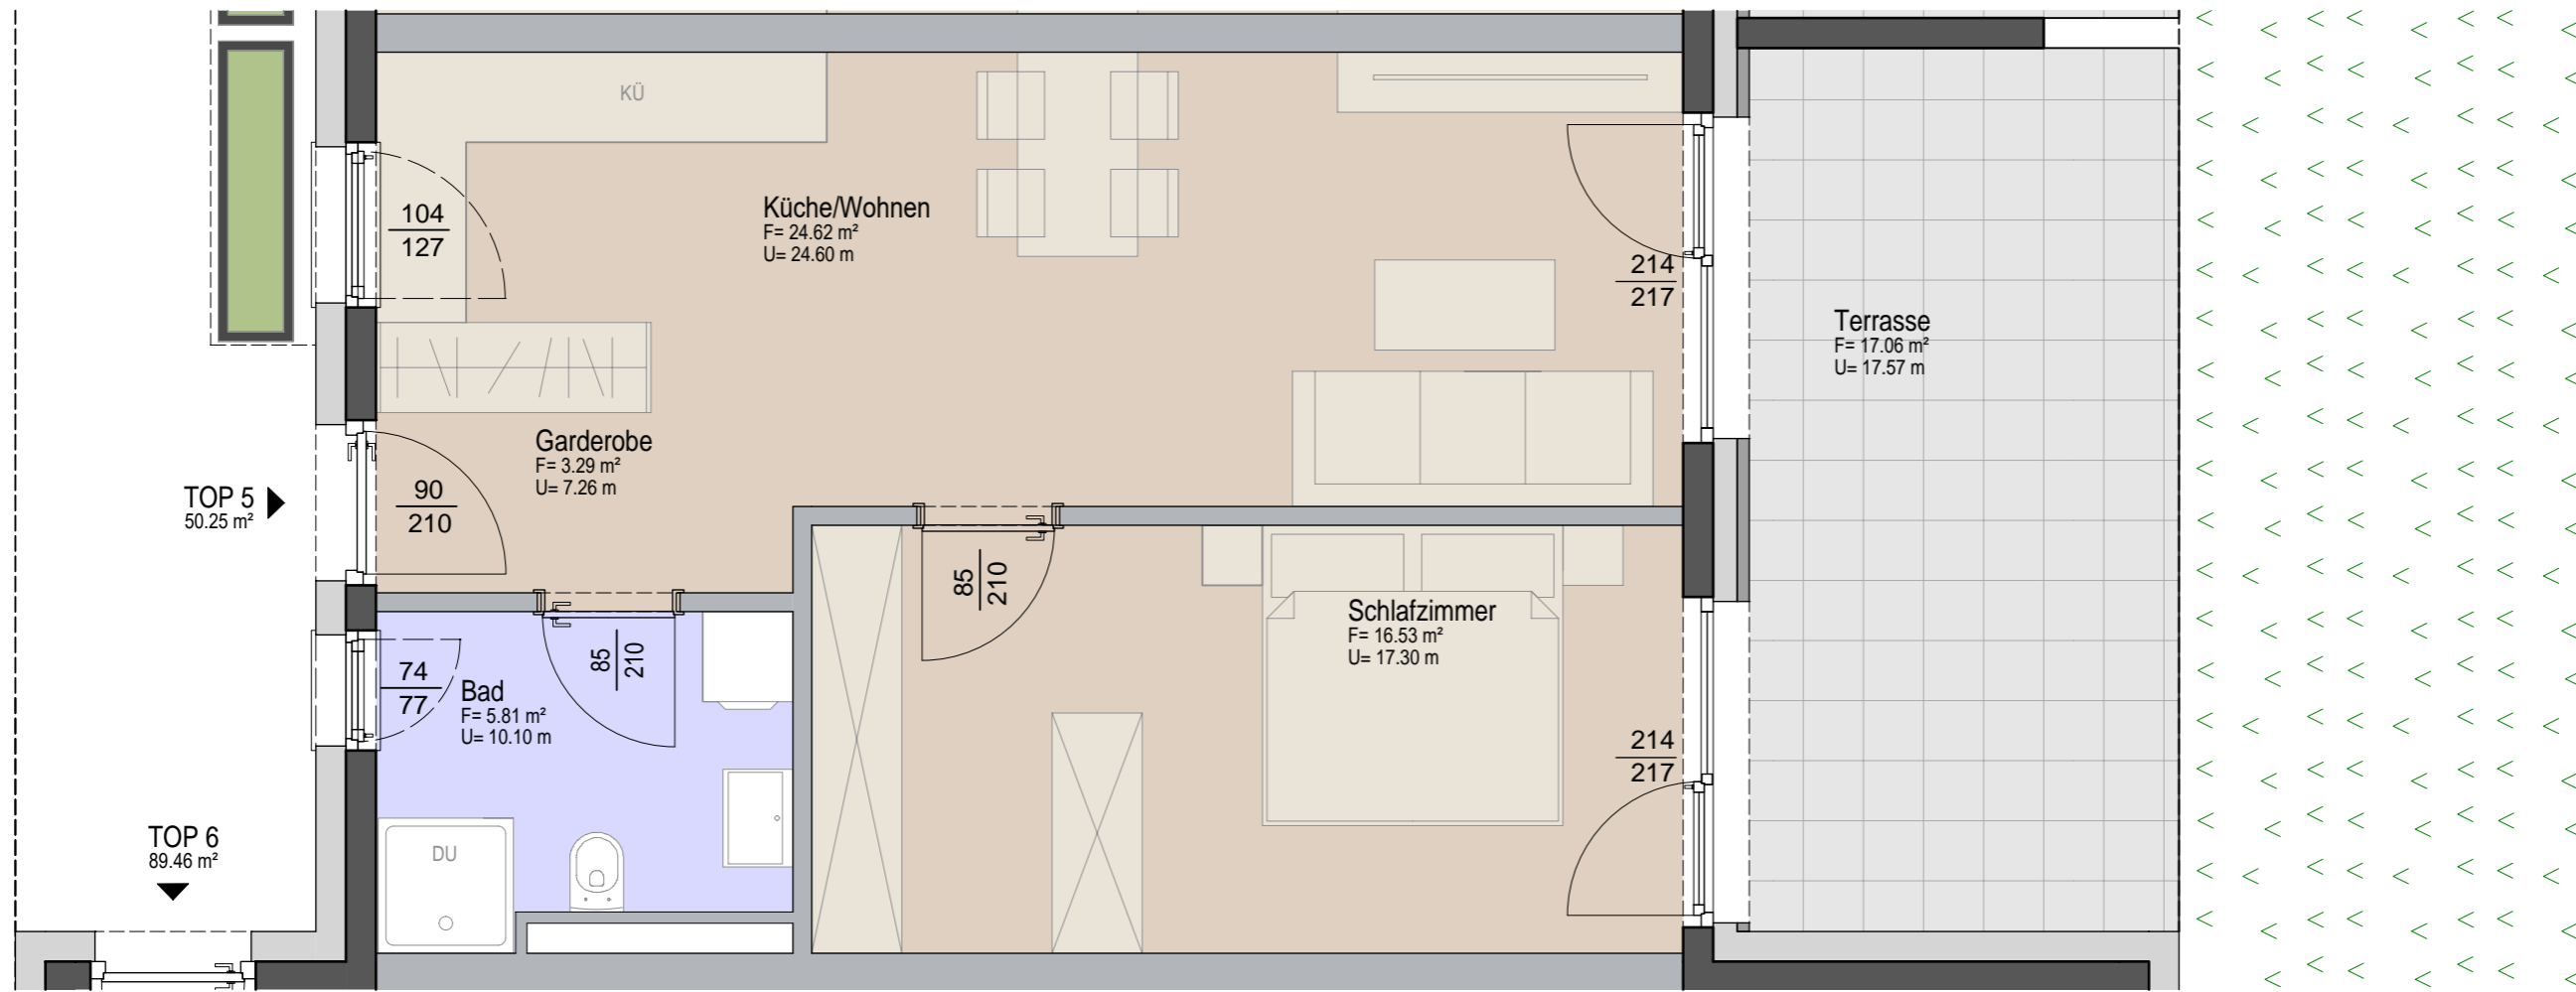 KÜ
104
127
Küche/Wohnen
F= 24.62 m²
U= 24.60 m
214
217
Terrasse
F= 17.06 m²
U= 17.57 m
Garderobe
F= 3.29 m²
U= 7.26 m
TOP 5
50.25 m²
90
210
85
210
85
210
Schlafzimmer
F= 16.53 m²
U= 17.30 m
74
77
Bad
F= 5.81 m²
U= 10.10 m
214
217
TOP 6
89.46 m²
DU